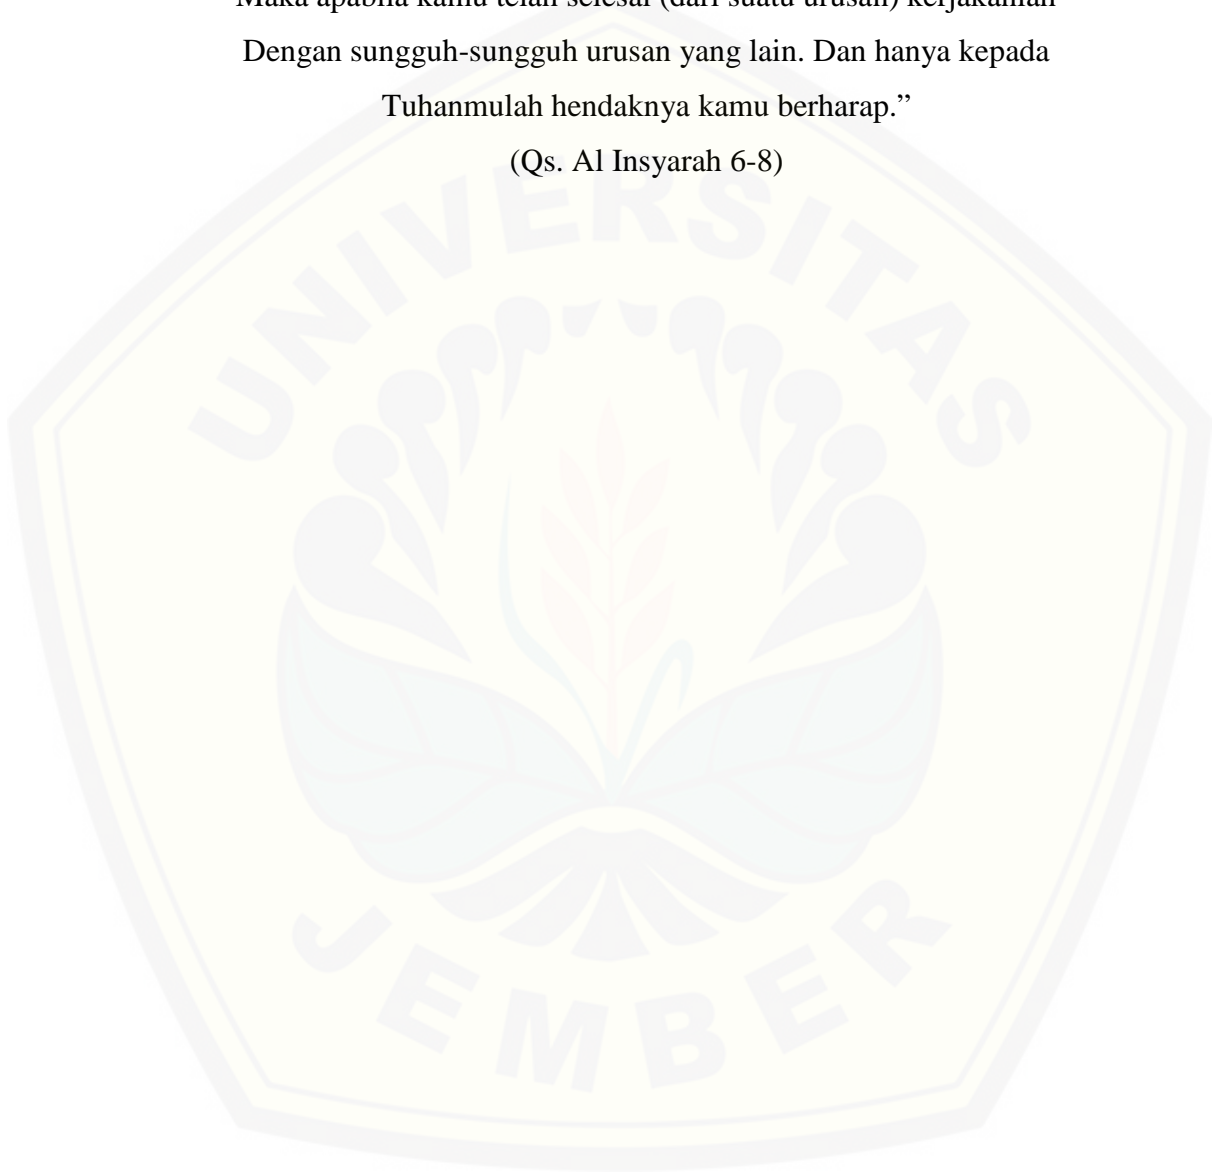 Maka apabila kamu telah selesai (dari suatu urusan) kerjakanlah
Dengan sungguh-sungguh urusan yang lain. Dan hanya kepada
Tuhanmulah hendaknya kamu berharap.”
(Qs. Al Insyarah 6-8)
UNIVERSITAS
JEMBER